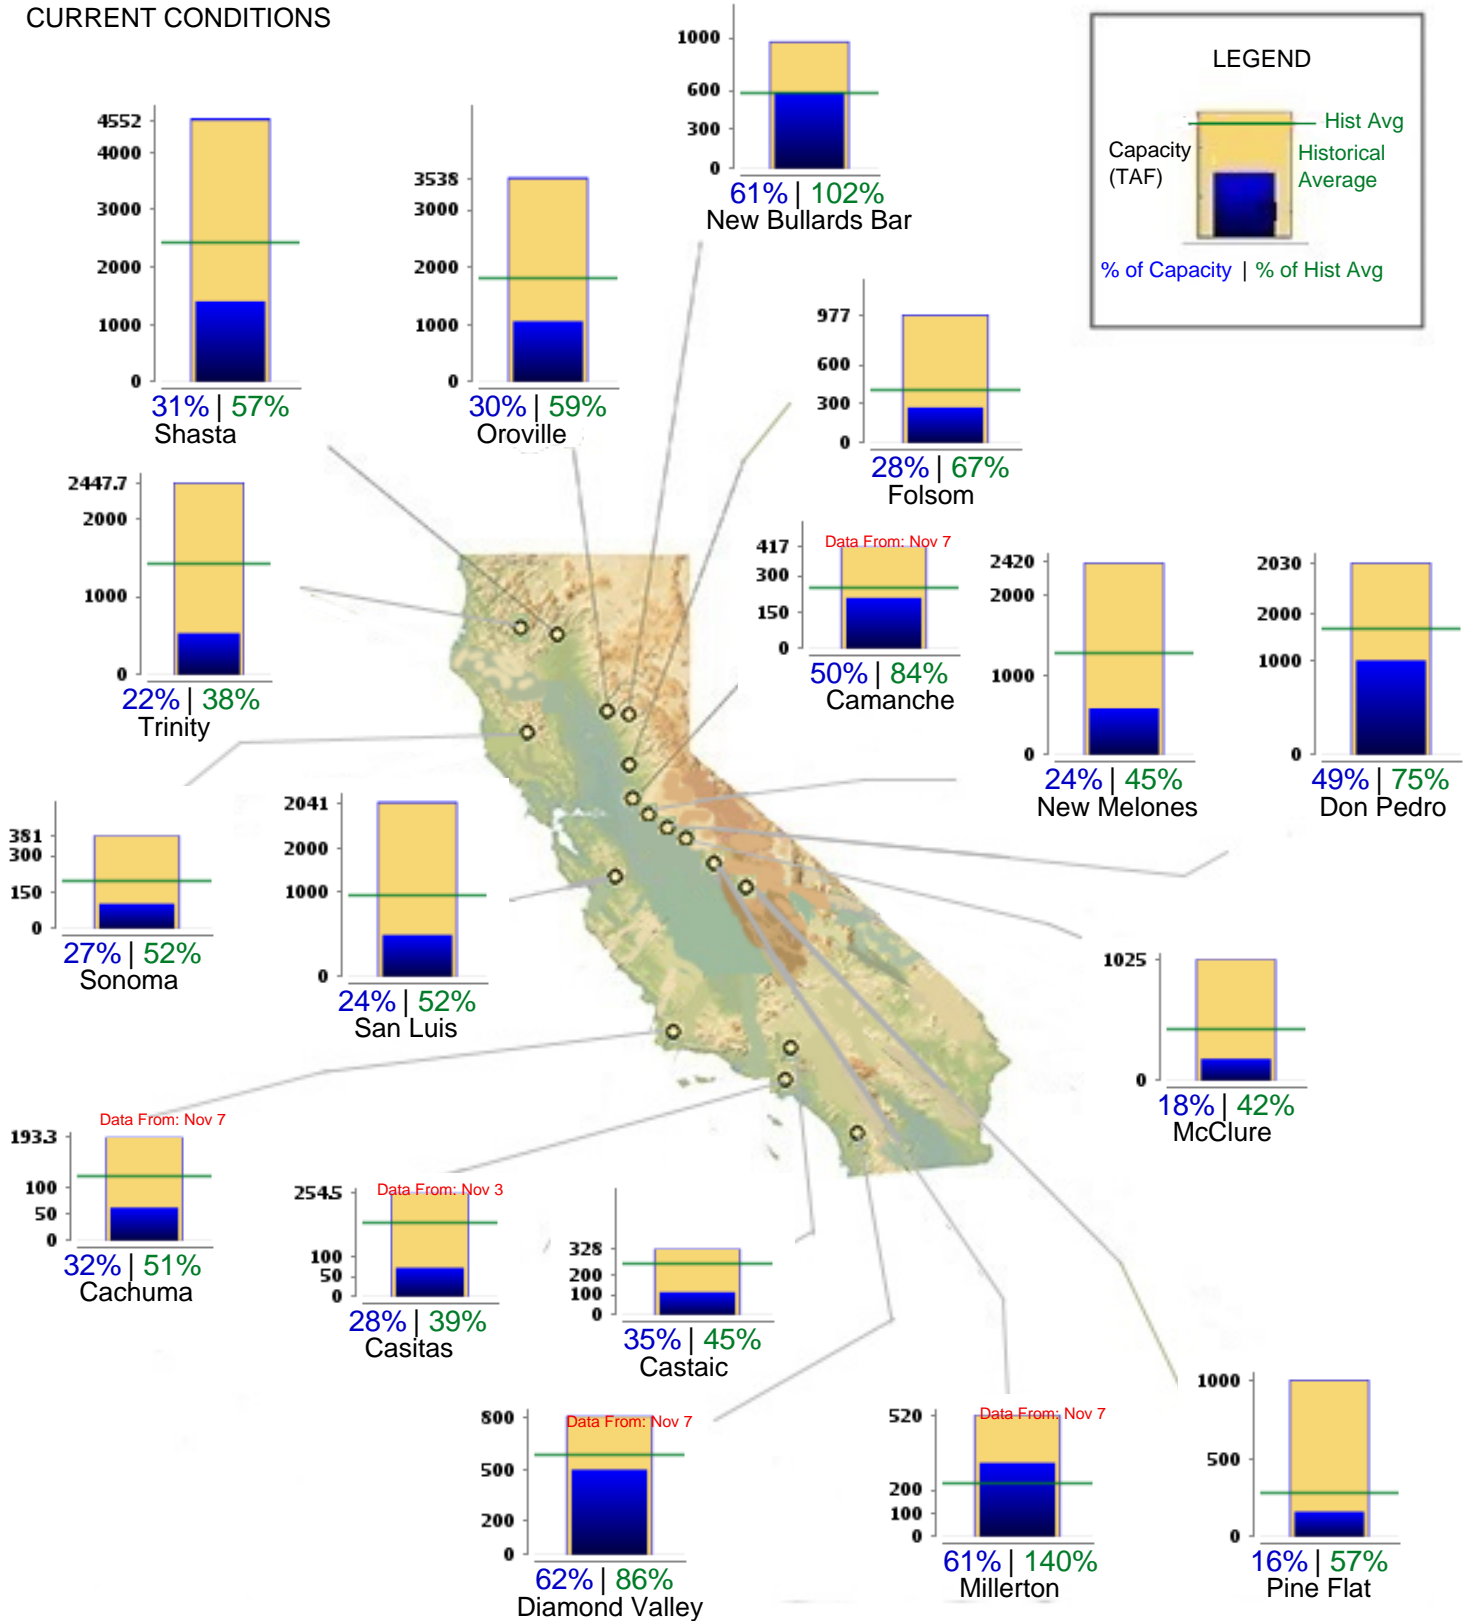 CURRENT CONDITIONS
1000
600
300
0
61% | 102%
New Bullards Bar
LEGEND
Hist Avg
Capacity
(TAF)
Historical
Average
% of Capacity | % of Hist Avg
4552
4000
3000
2000
1000
0
31% | 57%
Shasta
3538
3000
2000
1000
0
30% | 59%
Oroville
977
600
300
0
28% | 67%
Folsom
2447.7
2000
1000
0
22% | 38%
Trinity
Data From: Nov 7
417
300
150
0
50% | 84%
Camanche
2420
2000
1000
0
24% | 45%
New Melones
2030
2000
1000
0
49% | 75%
Don Pedro
381
300
150
0
27% | 52%
Sonoma
2041
2000
1000
0
24% | 52%
San Luis
1025
0
18% | 42%
McClure
Data From: Nov 7
193.3
100
50
0
32% | 51%
Cachuma
Data From: Nov 3
254.5
100
50
0
28% | 39%
Casitas
328
200
100
0
35% | 45%
Castaic
Data From: Nov 7
800
500
200
0
62% | 86%
Diamond Valley
Data From: Nov 7
520
200
100
0
61% | 140%
Millerton
1000
500
0
16% | 57%
Pine Flat